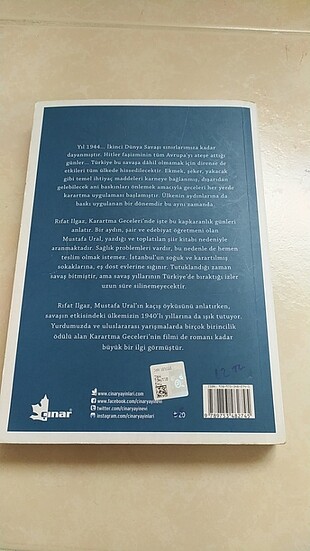 Yıl 1944... İkinci Dünya Savaşı sınırlarımıza kadar
dayanmıştır. Hitler faşizminin tüm Avrupa'yı ateşe attığı
günler... Türkiye bu savaşa dâhil olmamak için dirense de
etkileri tüm ülkede hissedilecektir. Ekmek, şeker, yakacak
gibi temel ihtiyaç maddeleri karneye bağlanmış, dışarıdan
gelebilecek ani baskınları önlemek amacıyla geceleri her yerde
karartma uygulaması başlamıştır. Ülkenin aydınlarına da
baskı uygulanan bir dönemdir bu aynı zamanda.
Rıfat Ilgaz, Karartma Geceleri'nde işte bu kapkaranlık günleri
anlatır. Bir aydın, şair ve edebiyat öğretmeni olan
Mustafa Ural, yazdığı ve toplatılan şiir kitabı nedeniyle
aranmaktadır. Sağlık problemleri vardır, bu nedenle de hemen
teslim olmak istemez. İstanbul'un soğuk ve karartılmış
sokaklarına, eş dost evlerine sığınır. Tutuklandığı zaman
savaş bitmiştir, ama savaş yıllarının Türkiye'de bıraktığı izler
uzun süre silinemeyecektir.
Rıfat Ilgaz, Mustafa Ural'ın kaçış öyküsünü anlatırken,
savaşın etkisindeki ülkemizin 1940'lı yıllarına da ışık tutuyor.
Yurdumuzda ve uluslararası yarışmalarda birçok birincilik
ödülü alan Karartma Geceleri'nin filmi de romanı kadar
büyük bir ilgi görmüştür.
çınar
www.cinaryayinlari.com
www.facebook.com/cinaryayinevi
twitter.com/cinaryayinevi
instagram.com/cinaryayinlari